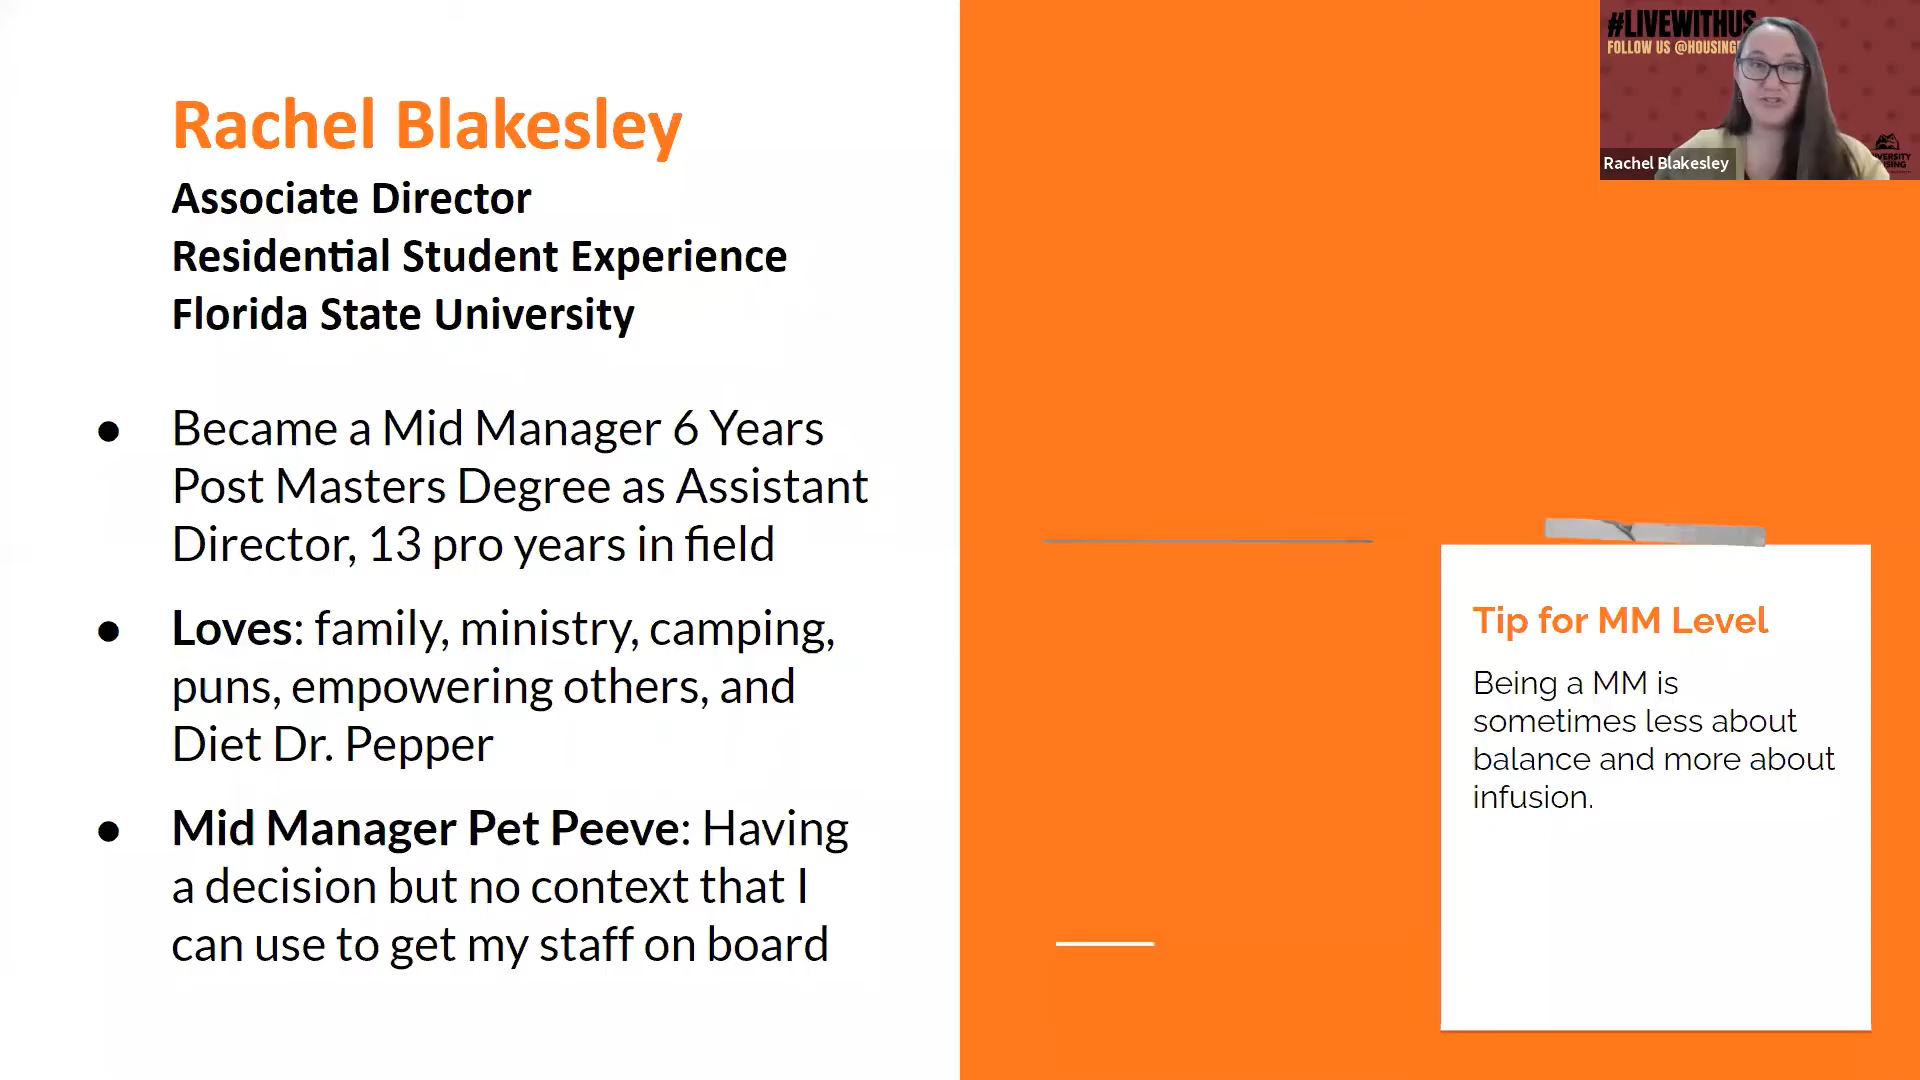 Rachel Blakesley
Associate Director
Residential Student Experience
Florida State University
● Became a Mid Manager 6 Years
Post Masters Degree as Assistant
Director, 13 pro years in field
● Loves: family, ministry, camping,
puns, empowering others, and
Diet Dr. Pepper
● Mid Manager Pet Peeve: Having
a decision but no context that I
can use to get my staff on board
#LIVEWITHUS
FOLLOW US @HOUSING
Rachel Blakesley
Tip for MM Level
Being a MM is
sometimes less about
balance and more about
infusion.